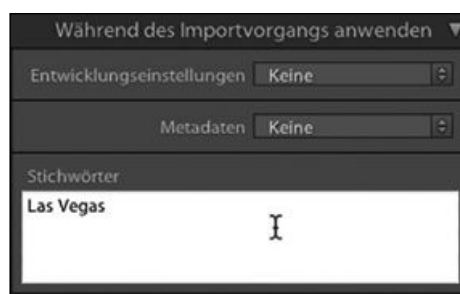 Während des Importvorgangs anwenden
Entwicklungseinstellungen Keine
Metadaten Keine
Stichwörter
Las Vegas